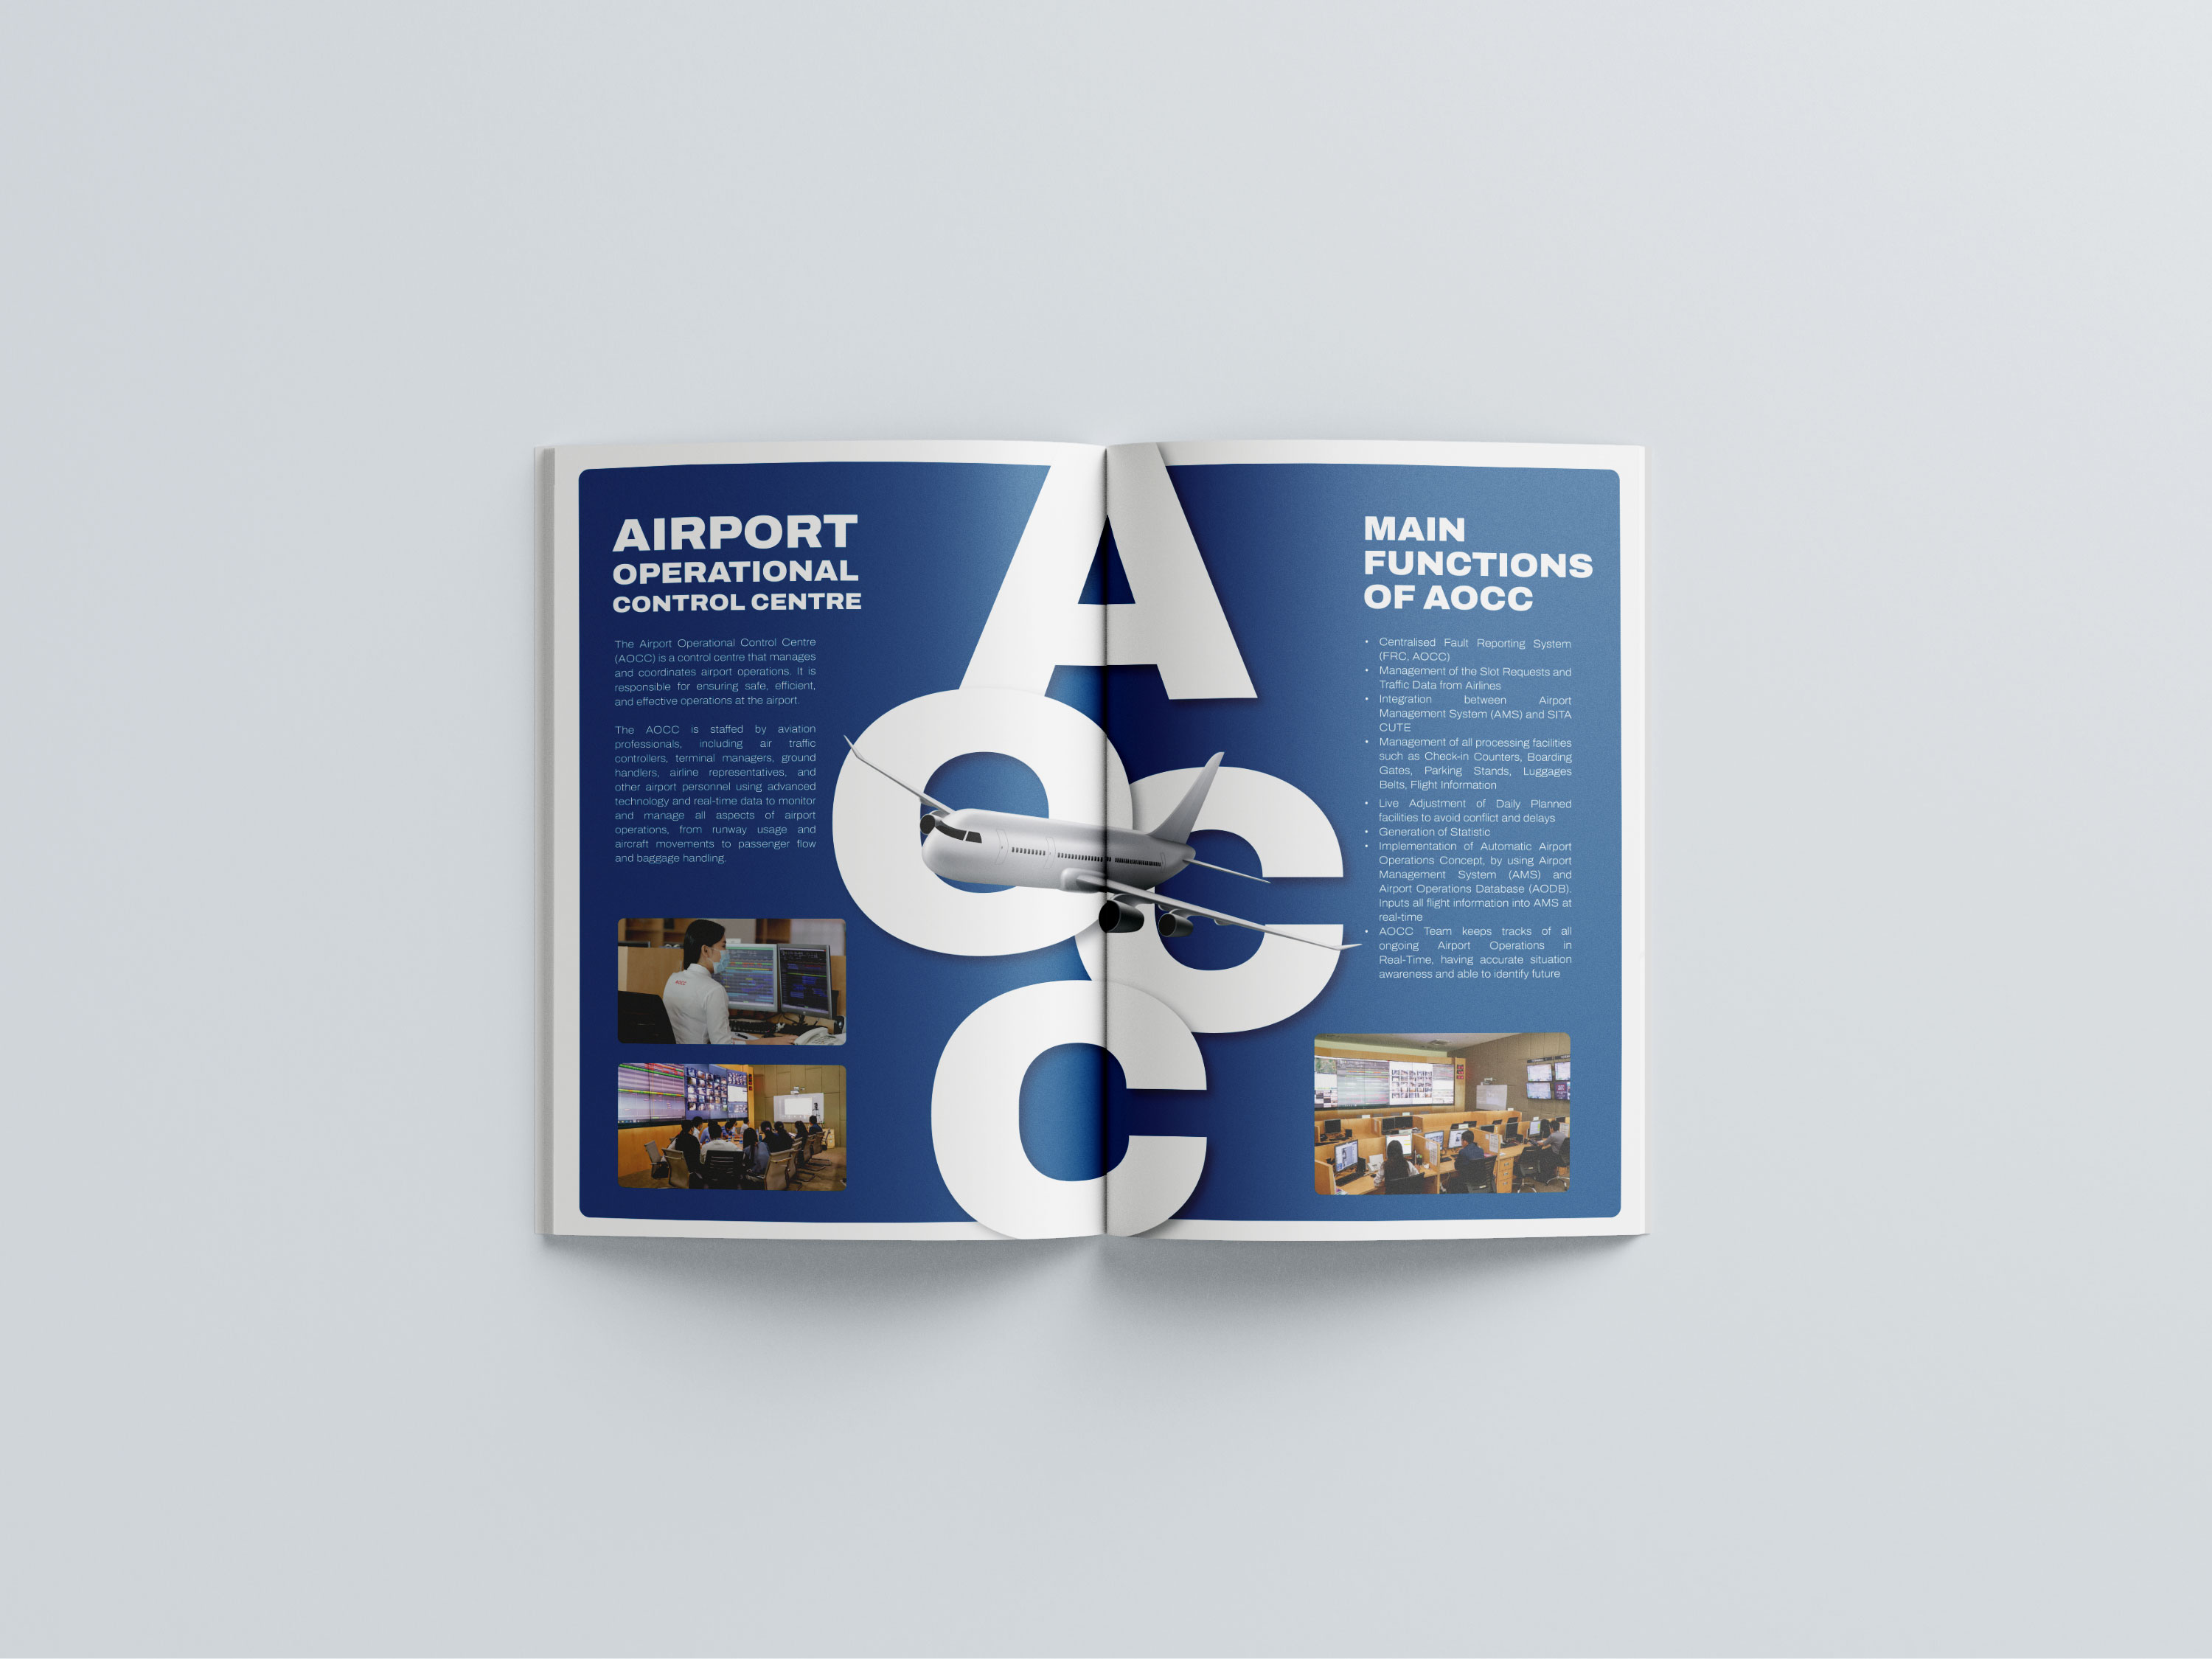 AIRPORT
OPERATIONAL
CONTROL CENTRE
The Airport Operational Control Centre
(AOCC) is a control centre that manages
and coordinates airport operations. It is
responsible for ensuring safe, efficient,
and effective operations at the airport.
The AOCC is staffed by aviation
professionals, including air traffic
controllers, terminal managers, ground
handlers, airline representatives, and
other airport personnel using advanced
technology and real-time data to monitor
and manage all aspects of airport
operations, from runway usage and
aircraft movements to passenger flow
and baggage handling.
AOCC
A
O
C
C
MAIN
FUNCTIONS
OF AOCC
• Centralised Fault Reporting System
(FRC, AOCC)
• Management of the Slot Requests and
Traffic Data from Airlines
• Integration between Airport
Management System (AMS) and SITA
CUTE
• Management of all processing facilities
such as Check-in Counters, Boarding
Gates, Parking Stands, Luggages
Belts, Flight Information
• Live Adjustment of Daily Planned
facilities to avoid conflict and delays
• Generation of Statistic
• Implementation of Automatic Airport
Operations Concept, by using Airport
Management System (AMS) and
Airport Operations Database (AODB).
Inputs all flight information into AMS at
real-time
• AOCC Team keeps tracks of all
ongoing Airport Operations in
Real-Time, having accurate situation
awareness and able to identify future